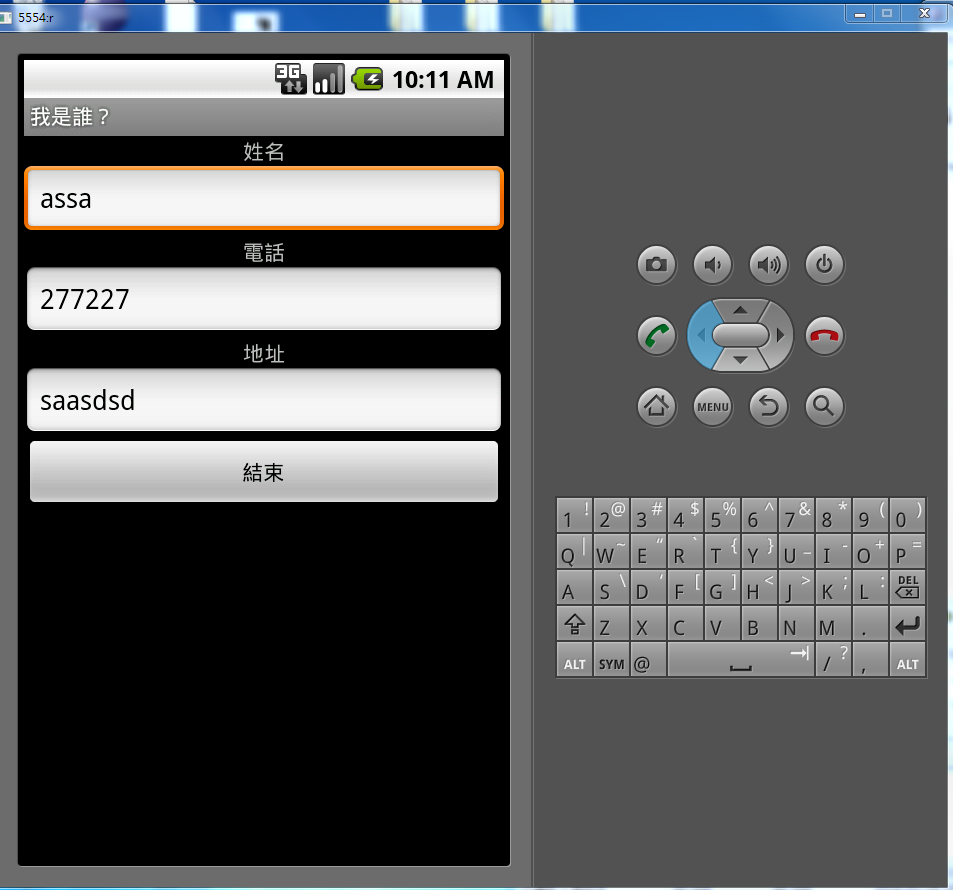 5554:r
3G 10:11 AM
我是誰？
姓名
assa
電話
277227
地址
saasdsd
結束
MENU
1 ! 2 @ 3 # 4 $ 5 % 6 ^ 7 & 8 * 9 ( 0 )
Q | W ~ E “ R ` T { Y } U _ I - O + P =
A S \ D ‘ F [ G ] H < J > K ; L : DEL
Z X C V B N M .
ALT SYM @ / ? , ALT